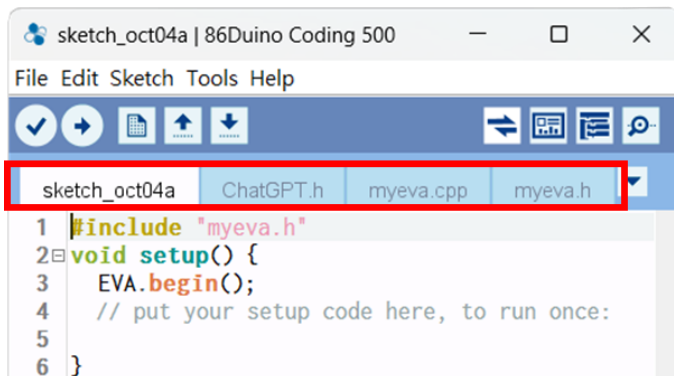 sketch_oct04a | 86Duino Coding 500
File Edit Sketch Tools Help
sketch_oct04a ChatGPT.h myeva.cpp myeva.h
1 #include "myeva.h"
2 void setup() {
3 EVA.begin();
4 // put your setup code here, to run once:
5
6 }